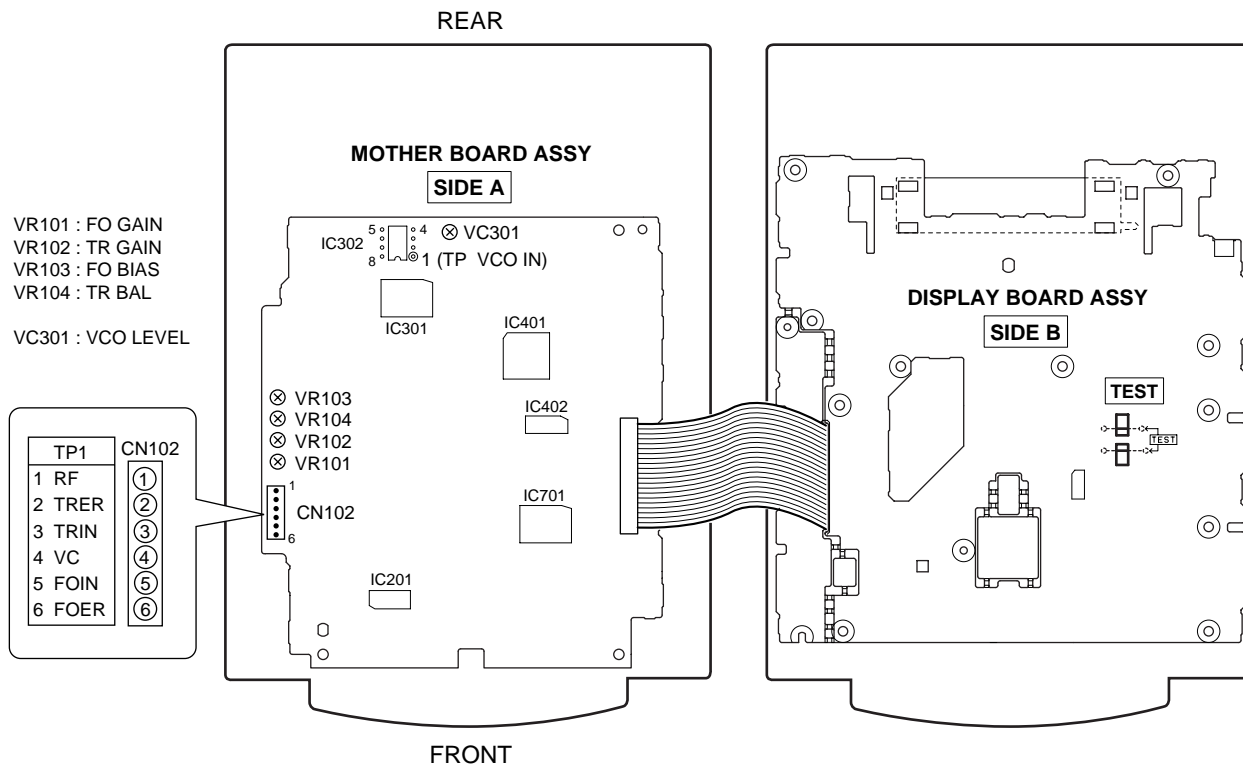 REAR
MOTHER BOARD ASSY
SIDE A
VR101 : FO GAIN
VR102 : TR GAIN
VR103 : FO BIAS
VR104 : TR BAL
VC301 : VCO LEVEL
IC302
5
4
8
1 (TP VCO IN)
VC301
IC301
IC401
IC402
VR103
VR104
VR102
VR101
1
CN102
6
IC701
IC201
TP1 CN102
1 RF 1
2 TRER 2
3 TRIN 3
4 VC 4
5 FOIN 5
6 FOER 6
DISPLAY BOARD ASSY
SIDE B
TEST
TEST
FRONT